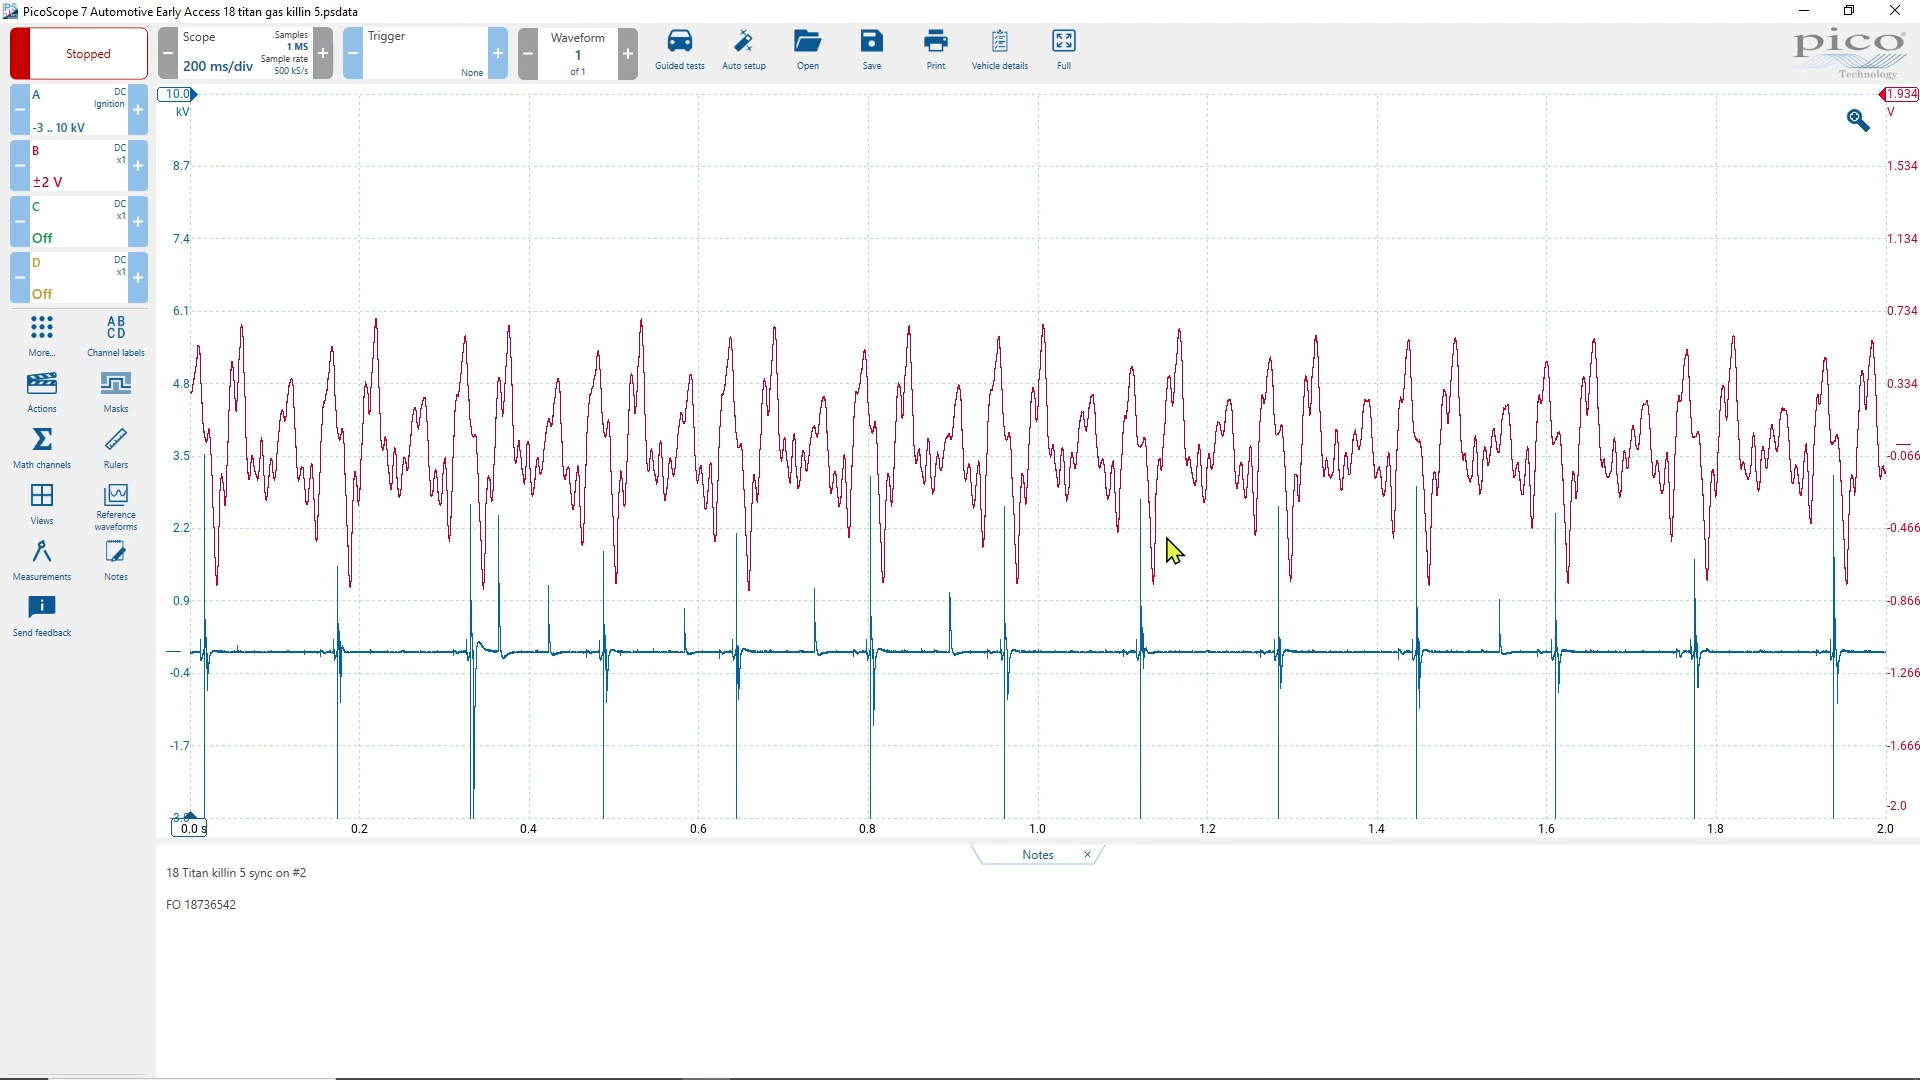 PicoScope 7 Automotive Early Access 18 titan gas killin 5.psdata
Stopped
Scope
200 ms/div
Samples
1 MS
Sample rate
500 kS/s
Trigger
None
Waveform
1
of 1
Guided tests
Auto setup
Open
Save
Print
Vehicle details
Full
pico
Technology
A
DC
Ignition
-3 .. 10 kV
B
DC
x1
±2 V
C
DC
x1
Off
D
DC
x1
Off
More...
Channel labels
Actions
Masks
Math channels
Rulers
Views
Reference
waveforms
Measurements
Notes
Send feedback
10.0
kV
8.7
7.4
6.1
4.8
3.5
2.2
0.9
-0.4
-1.7
-3.0
1.934
V
1.534
1.134
0.734
0.334
-0.066
-0.466
-0.866
-1.266
-1.666
-2.0
0.0 s
0.2
0.4
0.6
0.8
1.0
1.2
1.4
1.6
1.8
2.0
Notes
18 Titan killin 5 sync on #2
FO 18736542